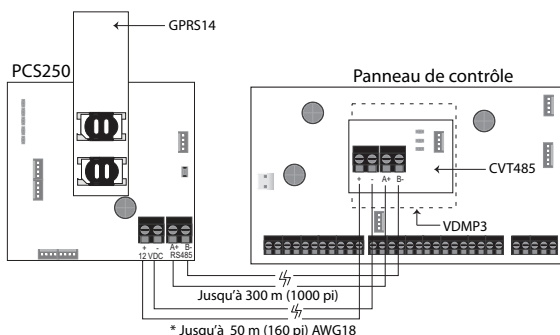 GPRS14
PCS250
Panneau de contrôle
CVT485
+ - A+ B-
VDMP3
+ - A+ B-
12 VDC RS485
Jusqu'à 300 m (1000 pi)
* Jusqu'à 50 m (160 pi) AWG18